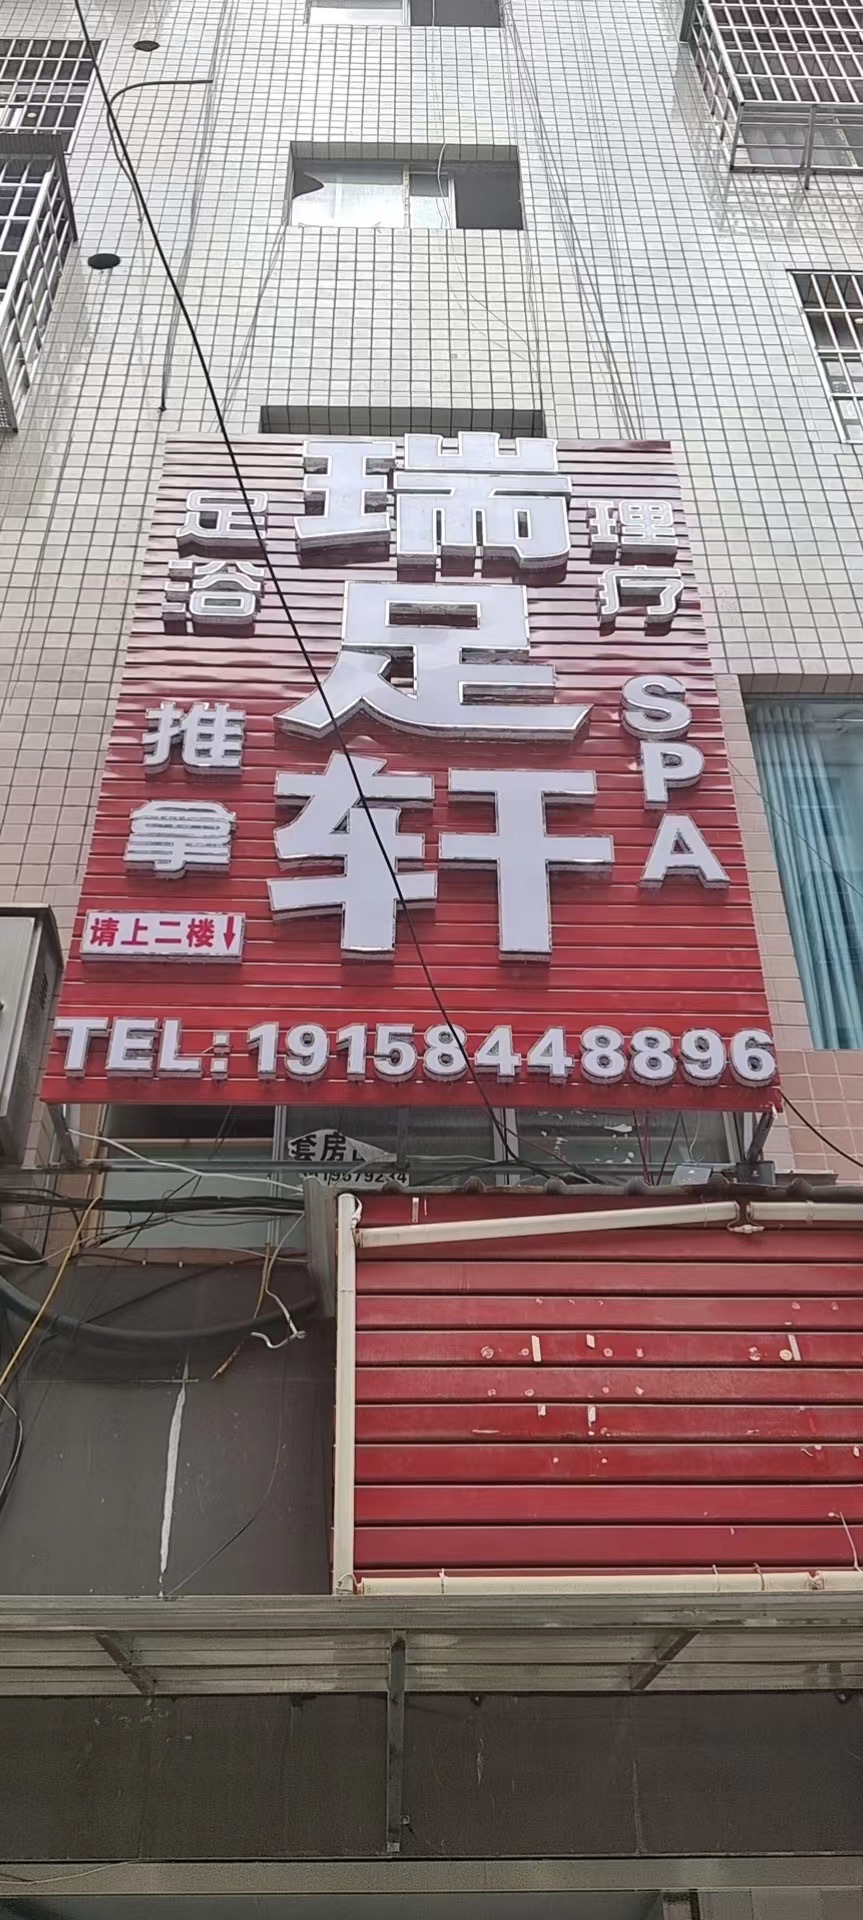 瑞足轩
足浴
推拿
理疗
SPA
请上二楼↓
TEL:19158448896
套房